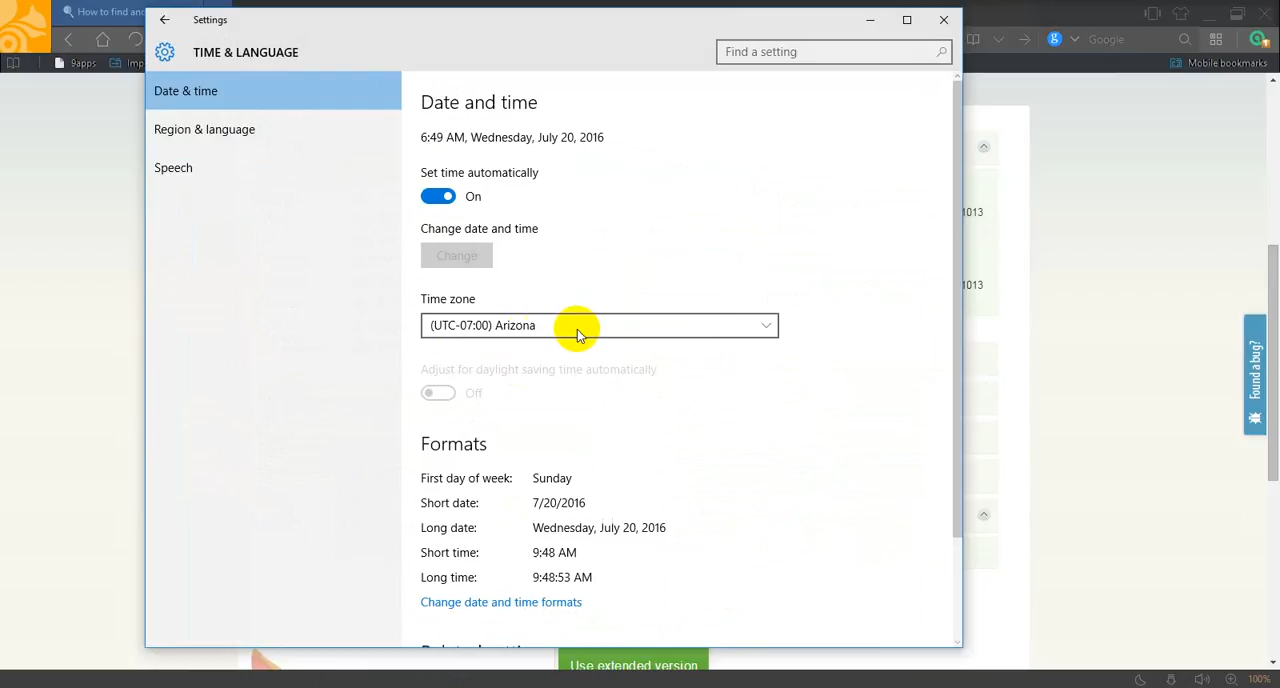 How to find and
Settings
TIME & LANGUAGE
Find a setting
Google
9apps
Imp
Mobile bookmarks
Date & time
Region & language
Speech
Date and time
6:49 AM, Wednesday, July 20, 2016
Set time automatically
On
Change date and time
Change
Time zone
(UTC-07:00) Arizona
Adjust for daylight saving time automatically
Off
Formats
First day of week: Sunday
Short date: 7/20/2016
Long date: Wednesday, July 20, 2016
Short time: 9:48 AM
Long time: 9:48:53 AM
Change date and time formats
1013
1013
Found a bug?
Use extended version
100%